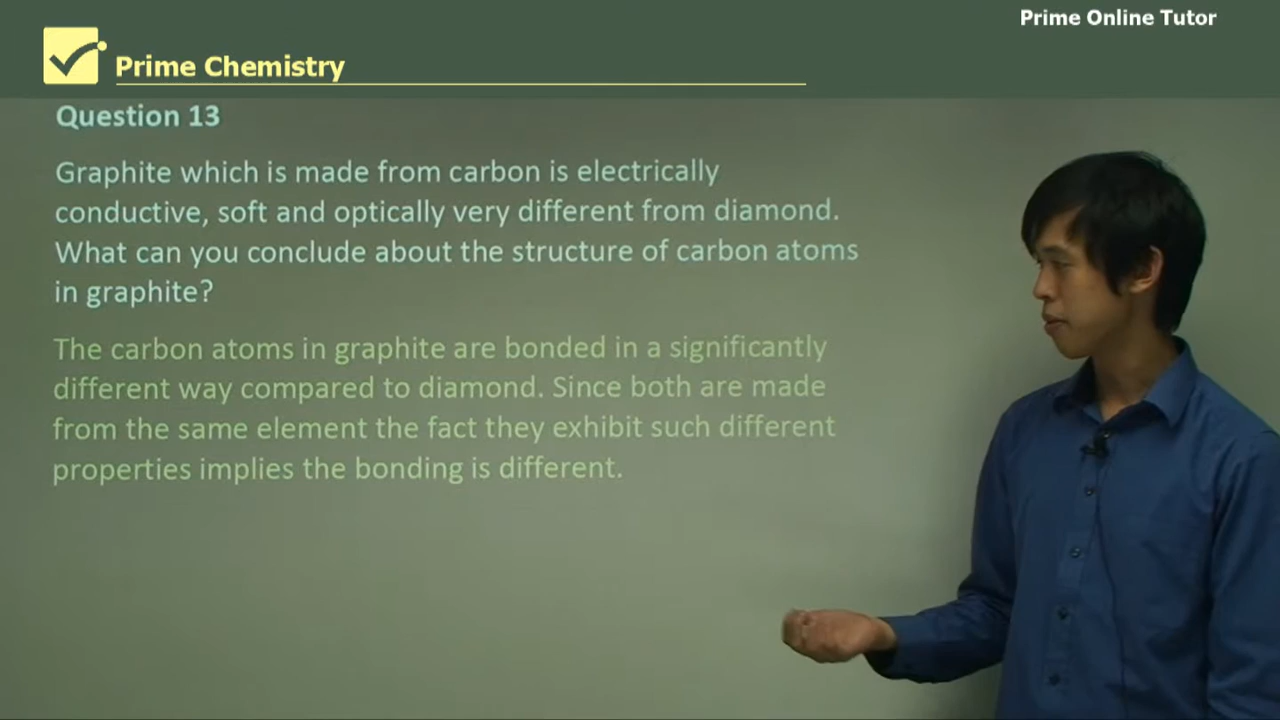 Prime Online Tutor
Prime Chemistry
Question 13
Graphite which is made from carbon is electrically
conductive, soft and optically very different from diamond.
What can you conclude about the structure of carbon atoms
in graphite?
The carbon atoms in graphite are bonded in a significantly
different way compared to diamond. Since both are made
from the same element the fact they exhibit such different
properties implies the bonding is different.